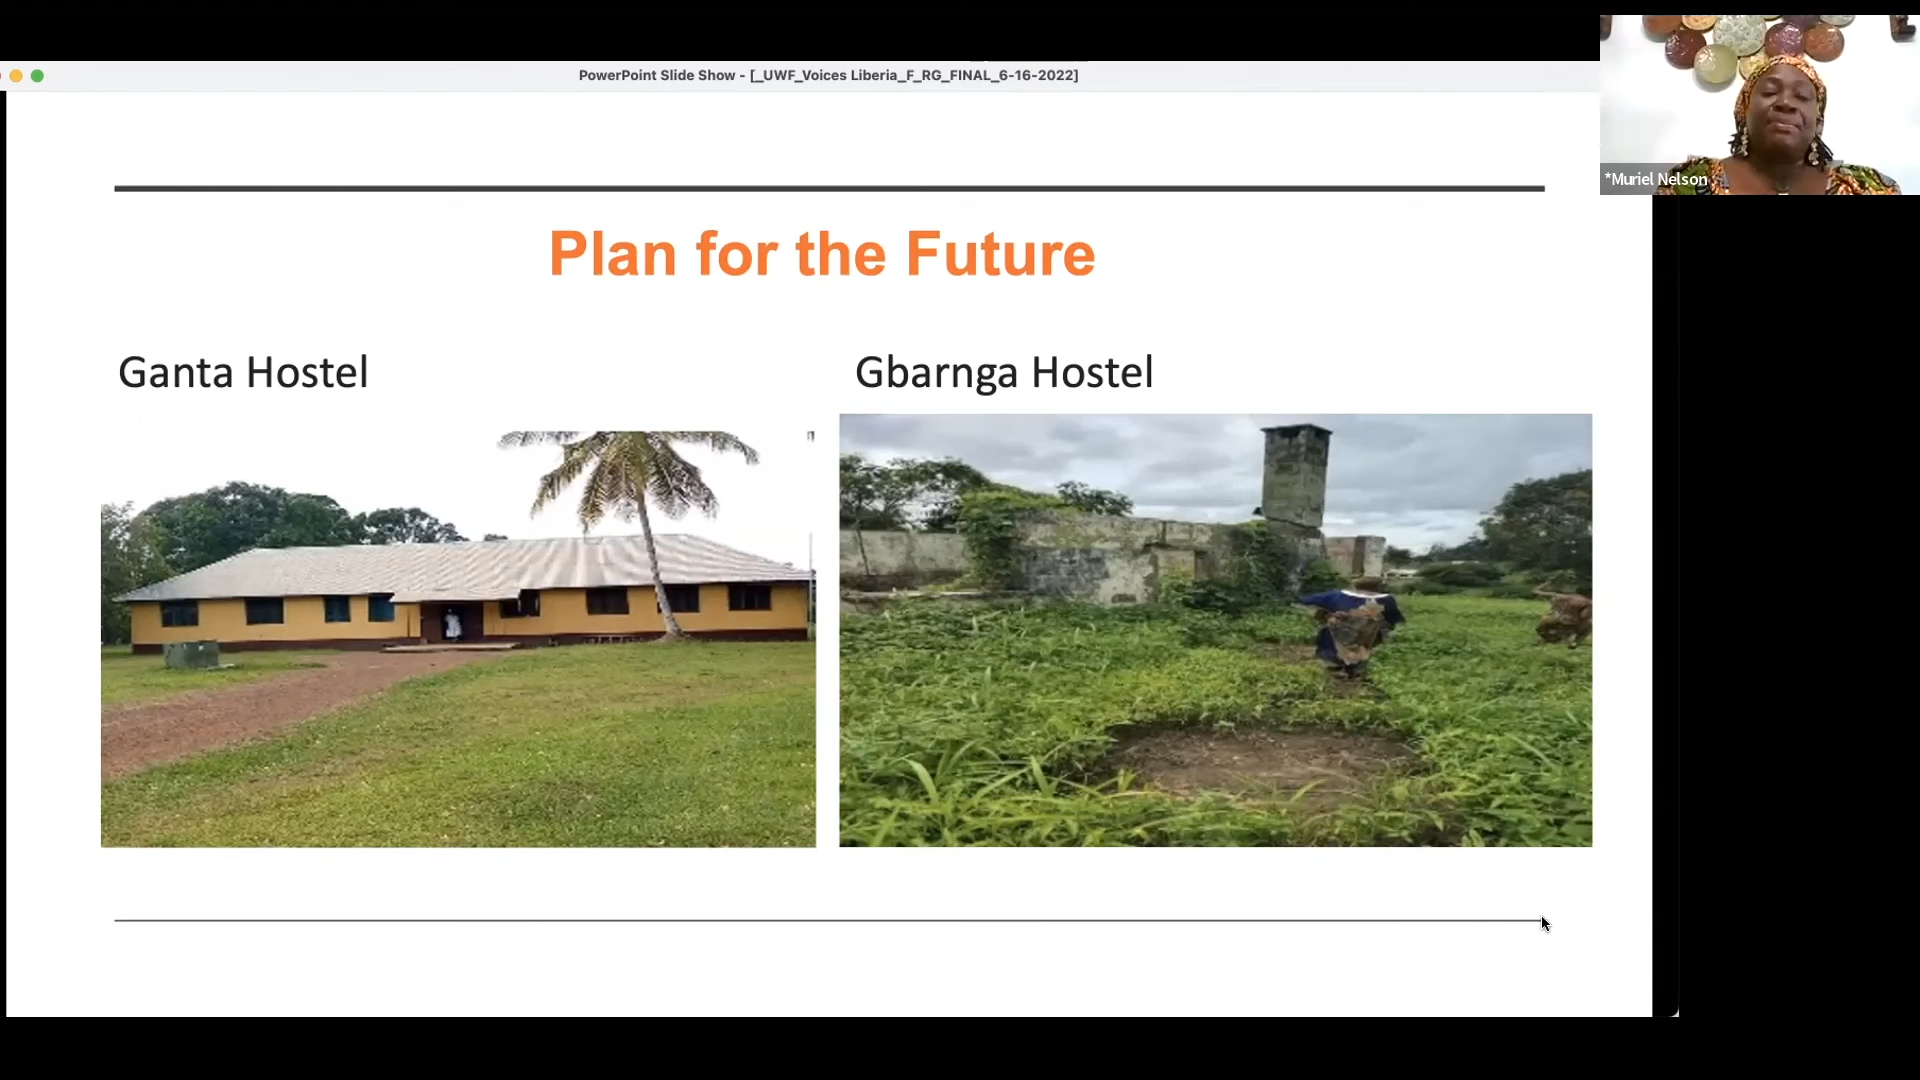 PowerPoint Slide Show - [_UWF_Voices Liberia_F_RG_FINAL_6-16-2022]
*Muriel Nelson
Plan for the Future
Ganta Hostel
Gbarnga Hostel